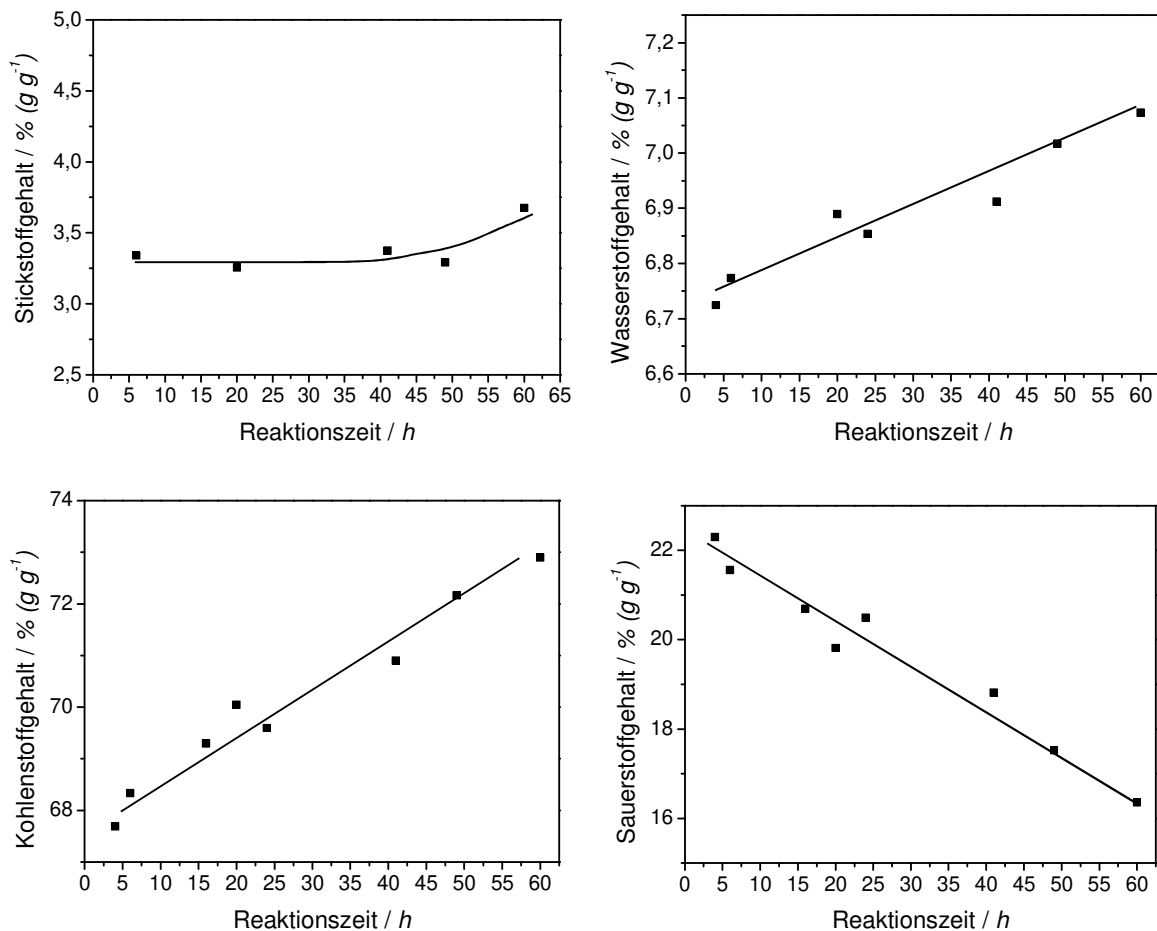 5,0
4,5
4,0
3,5
3,0
2,5
0 5 10 15 20 25 30 35 40 45 50 55 60 65
Stickstoffgehalt / % (g g⁻¹)
Reaktionszeit / h
7,2
7,1
7,0
6,9
6,8
6,7
6,6
0 5 10 15 20 25 30 35 40 45 50 55 60
Wasserstoffgehalt / % (g g⁻¹)
Reaktionszeit / h
74
72
70
68
0 5 10 15 20 25 30 35 40 45 50 55 60
Kohlenstoffgehalt / % (g g⁻¹)
Reaktionszeit / h
22
20
18
16
0 5 10 15 20 25 30 35 40 45 50 55 60
Sauerstoffgehalt / % (g g⁻¹)
Reaktionszeit / h